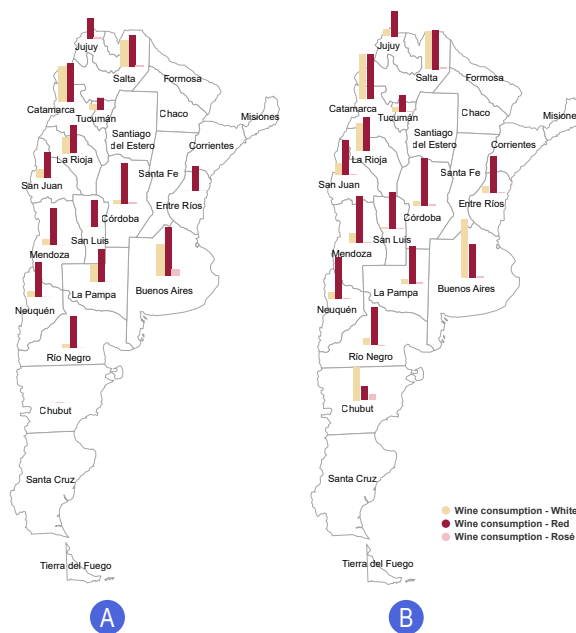 Jujuy
Salta
Formosa
Catamarca
Tucumán
Chaco
Misiones
Santiago
del Estero
Corrientes
La Rioja
Santa Fe
San Juan
Entre Ríos
Córdoba
San Luis
Mendoza
La Pampa
Buenos Aires
Neuquén
Río Negro
Chubut
Santa Cruz
Tierra del Fuego
A
Jujuy
Salta
Formosa
Catamarca
Tucumán
Chaco
Misiones
Santiago
del Estero
Corrientes
La Rioja
Santa Fe
San Juan
Entre Ríos
Córdoba
San Luis
Mendoza
La Pampa
Buenos Aires
Neuquén
Río Negro
Chubut
Santa Cruz
Tierra del Fuego
B
Wine consumption - White
Wine consumption - Red
Wine consumption - Rosé